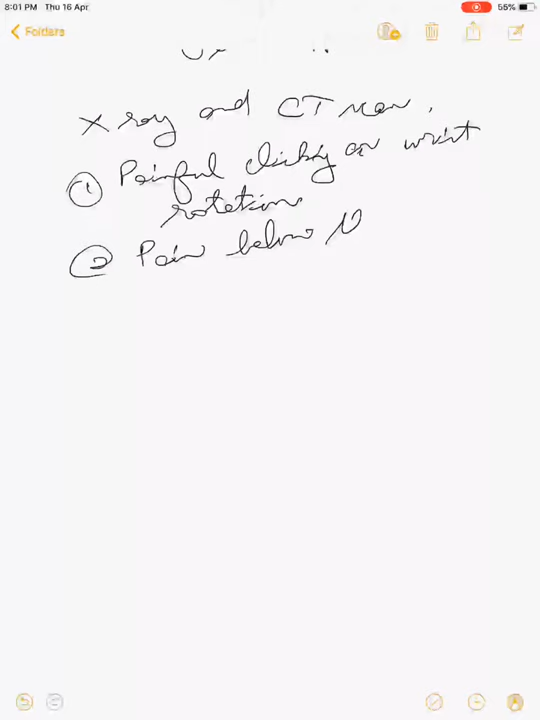 8:01 PM Thu 16 Apr 55%
Folders
X ray and CT scan.
① Painful clicking on wrist
rotation
② Pain below N